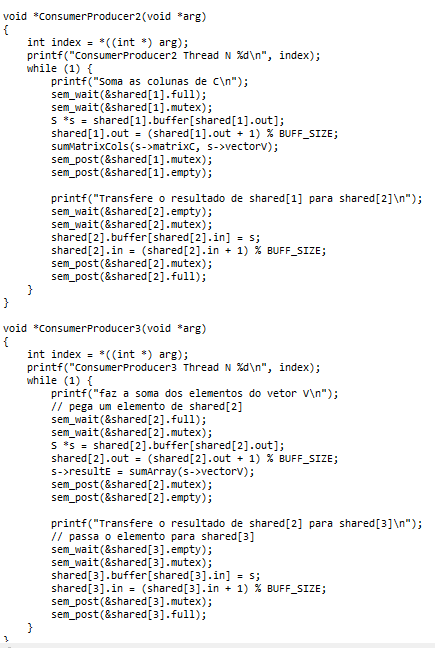 void *ConsumerProducer2(void *arg)
{
    int index = *((int *) arg);
    printf("ConsumerProducer2 Thread N %d\n", index);
    while (1) {
        printf("Soma as colunas de C\n");
        sem_wait(&shared[1].full);
        sem_wait(&shared[1].mutex);
        S *s = shared[1].buffer[shared[1].out];
        shared[1].out = (shared[1].out + 1) % BUFF_SIZE;
        sumMatrixCols(s->matrixC, s->vectorV);
        sem_post(&shared[1].mutex);
        sem_post(&shared[1].empty);

        printf("Transfere o resultado de shared[1] para shared[2]\n");
        sem_wait(&shared[2].empty);
        sem_wait(&shared[2].mutex);
        shared[2].buffer[shared[2].in] = s;
        shared[2].in = (shared[2].in + 1) % BUFF_SIZE;
        sem_post(&shared[2].mutex);
        sem_post(&shared[2].full);
    }
}

void *ConsumerProducer3(void *arg)
{
    int index = *((int *) arg);
    printf("ConsumerProducer3 Thread N %d\n", index);
    while (1) {
        printf("faz a soma dos elementos do vetor V\n");
        // pega um elemento de shared[2]
        sem_wait(&shared[2].full);
        sem_wait(&shared[2].mutex);
        S *s = shared[2].buffer[shared[2].out];
        shared[2].out = (shared[2].out + 1) % BUFF_SIZE;
        s->resultE = sumArray(s->vectorV);
        sem_post(&shared[2].mutex);
        sem_post(&shared[2].empty);

        printf("Transfere o resultado de shared[2] para shared[3]\n");
        // passa o elemento para shared[3]
        sem_wait(&shared[3].empty);
        sem_wait(&shared[3].mutex);
        shared[3].buffer[shared[3].in] = s;
        shared[3].in = (shared[3].in + 1) % BUFF_SIZE;
        sem_post(&shared[3].mutex);
        sem_post(&shared[3].full);
    }
}